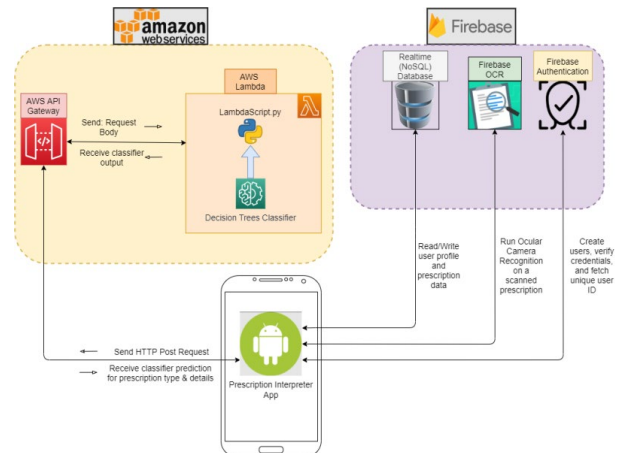 amazon
webservices
Firebase
AWS
Lambda
Realtime
(NoSQL)
Database
Firebase
OCR
Firebase
Authentication
AWS API
Gateway
LambdaScript.py
Send: Request
Body
Receive classifier
output
Decision Trees Classifier
Read/Write
user profile
and
prescription
data
Run Ocular
Camera
Recognition
on a
scanned
prescription
Create
users, verify
credentials,
and fetch
unique user
ID
Send HTTP Post Request
Receive classifier prediction
for prescription type & details
Prescription Interpreter
App